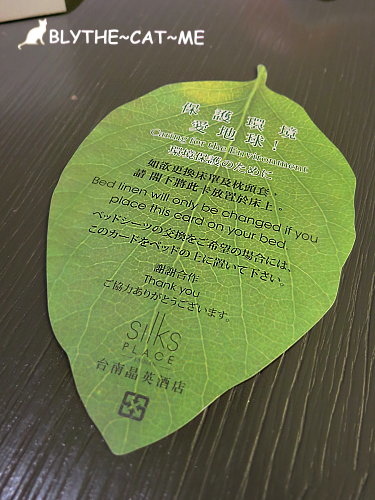 BLYTHE~CAT~ME
保護環境
愛地球！
Caring for the Environment
環境保護のために
如欲更換床單及枕頭套，
請閣下將此卡放置於床上。
Bed linen will only be changed if you
place this card on your bed.
ベッドシーツの交換をご希望の場合には、
このカードをベッドの上に置いて下さい。
謝謝合作
Thank you
ご協力ありがとうございます。
SILKS
PLACE
台南晶英酒店